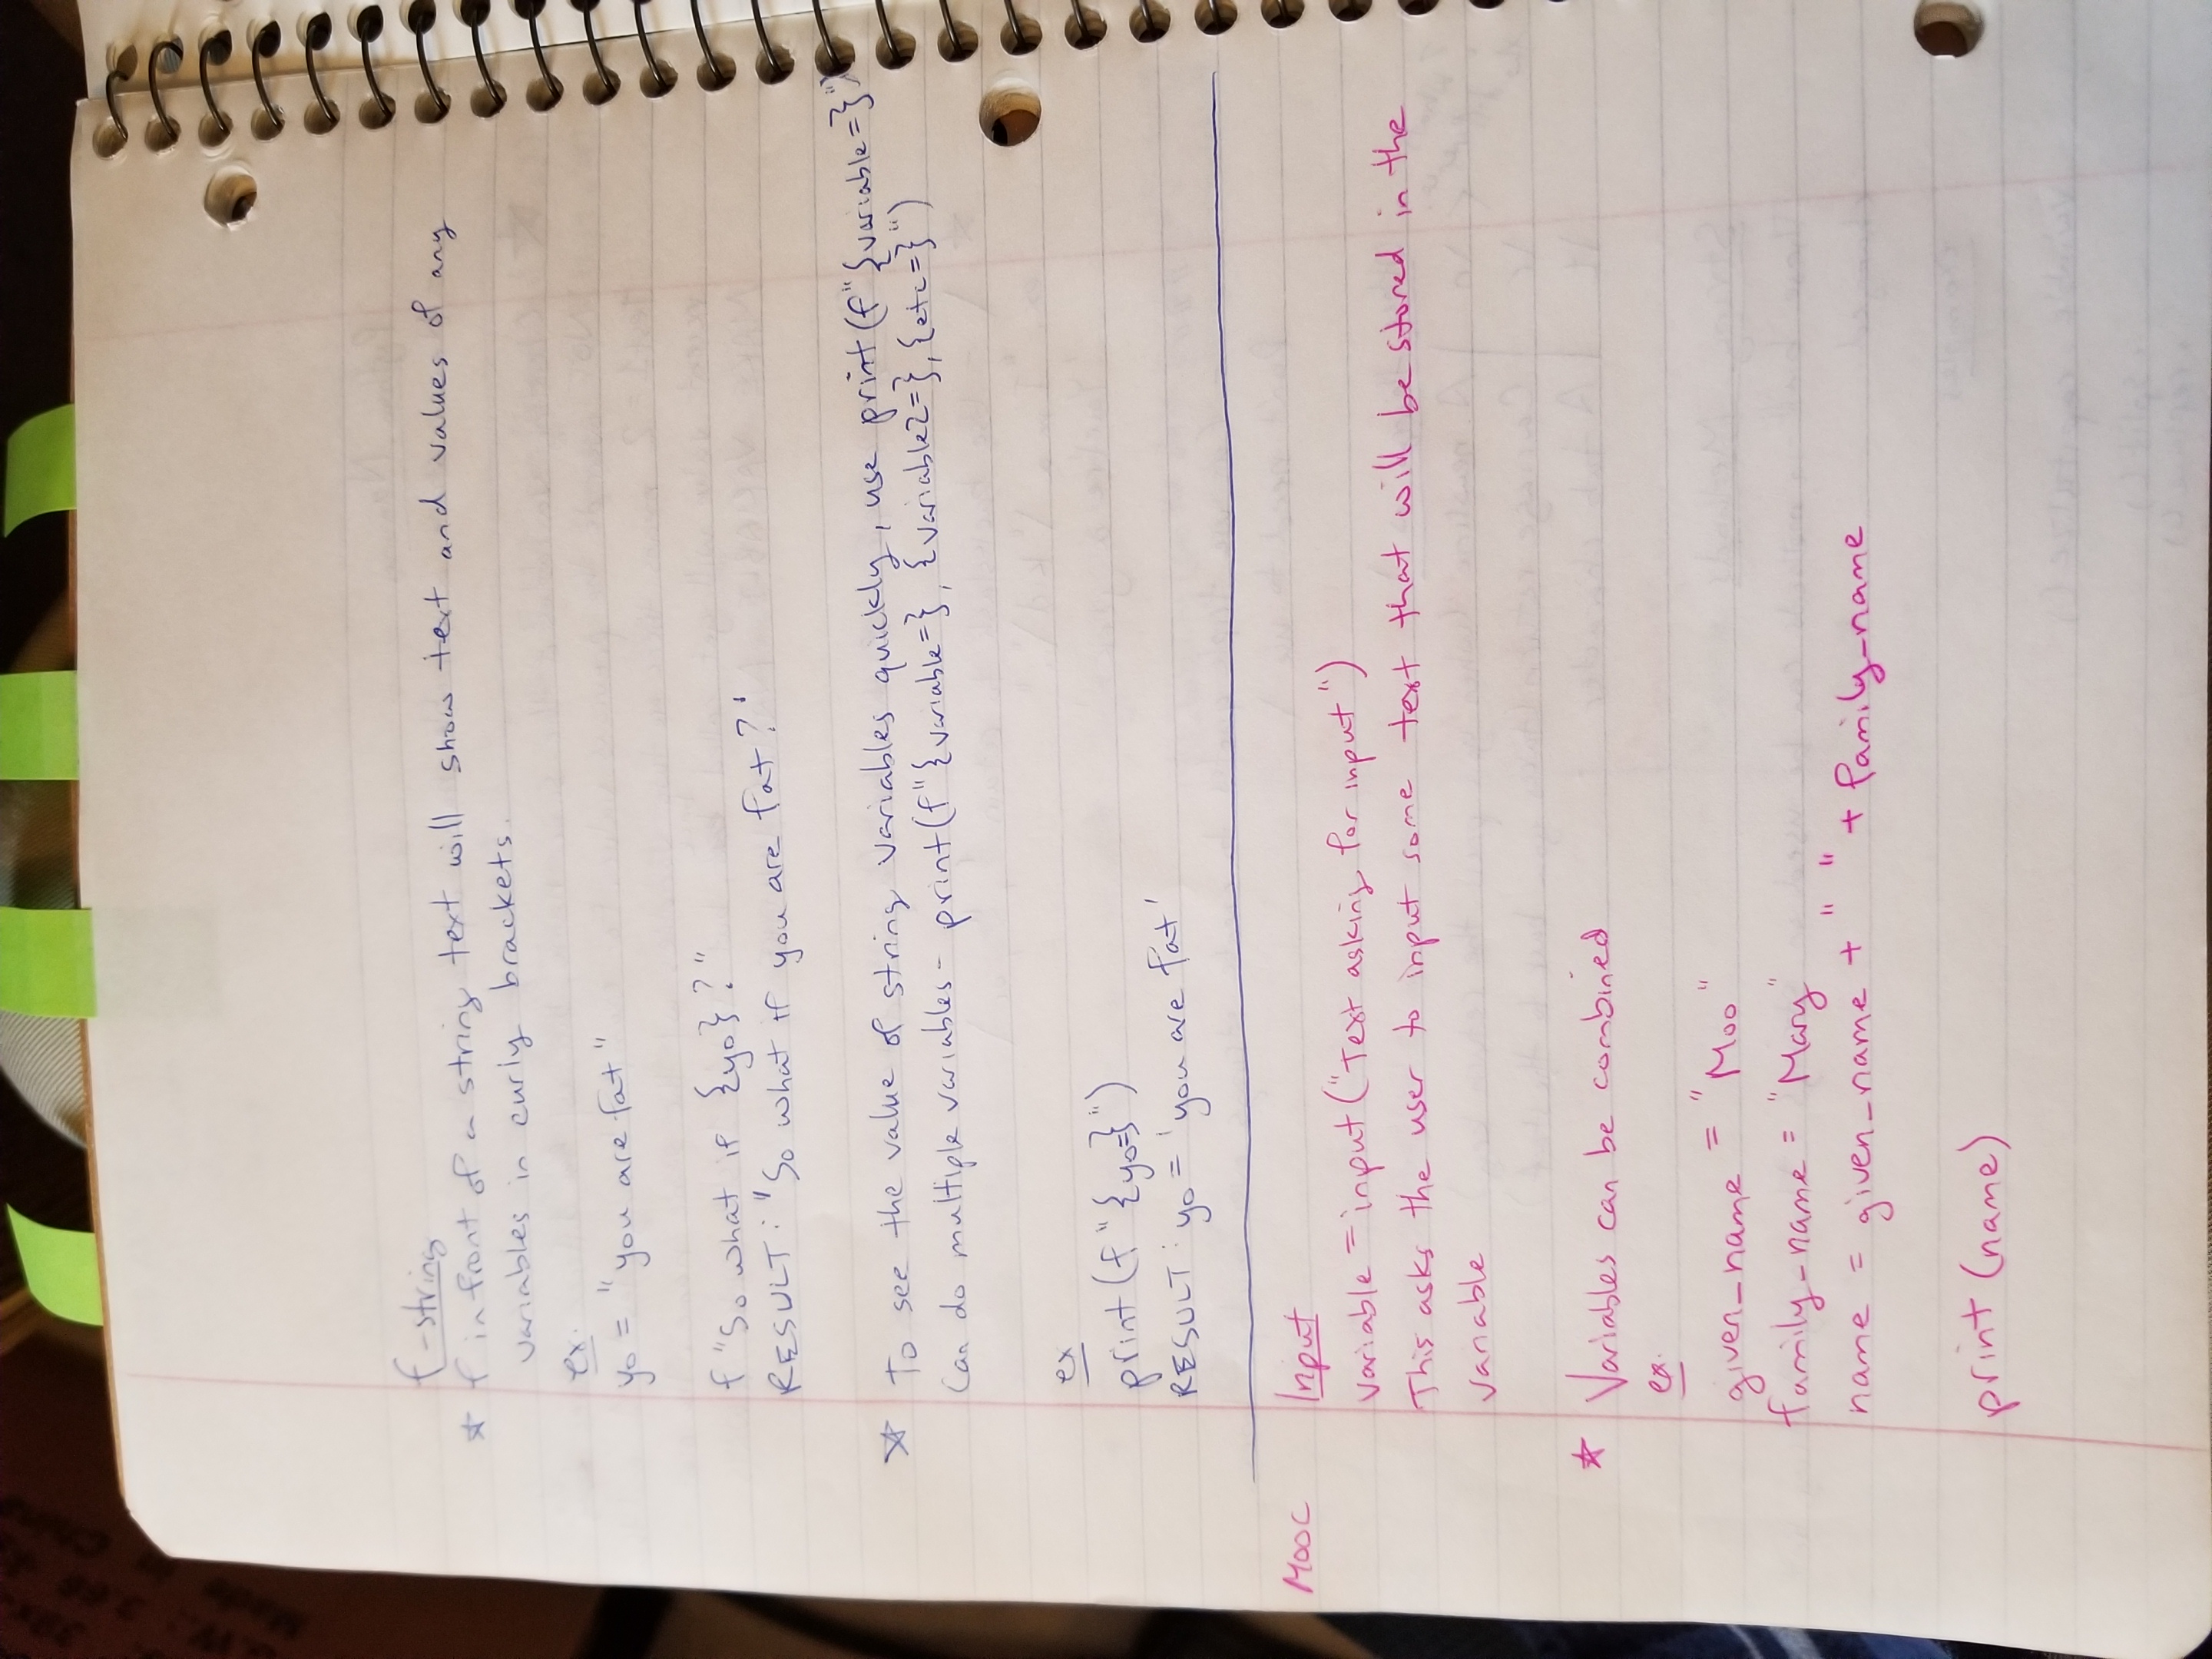 f-string
☆ f in front of a string text will show text and values of any
variables in curly brackets.
ex.
yo = "you are fat"
f "So what if {yo}?"
RESULT: "So what if you are fat?'
☆ To see the value of string variables quickly, use print(f"{variable=}")
Can do multiple variables - print(f"{variable=}, {variable2=}, {etc=}")
ex
print (f "{yo=}")
RESULT: yo = 'you are fat'
MOOC Input
variable = input ("Text asking for input")
This asks the user to input some text that will be stored in the
variable
☆ Variables can be combined
ex.
given_name = "Moo"
family_name = "Mary"
name = given_name + " " + family_name
print (name)